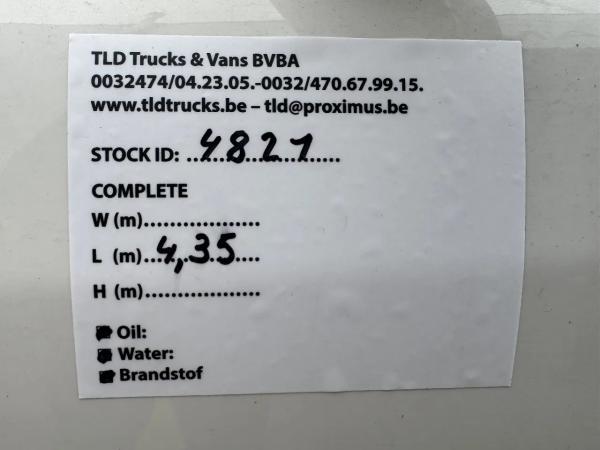 TLD Trucks & Vans BVBA
0032474/04.23.05.-0032/470.67.99.15.
www.tldtrucks.be – tld@proximus.be
STOCK ID: ..4821.....
COMPLETE
W (m)...................
L (m)...4,35....
H (m)...................
Oil:
Water:
Brandstof